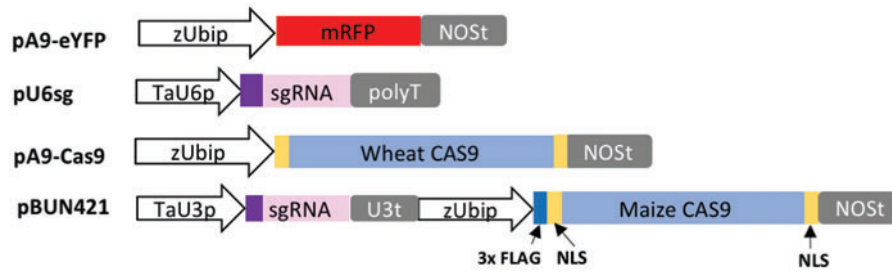 pA9-eYFP zUbip mRFP NOSt
pU6sg TaU6p sgRNA polyT
pA9-Cas9 zUbip Wheat CAS9 NOSt
pBUN421 TaU3p sgRNA U3t zUbip Maize CAS9 NOSt
3x FLAG NLS NLS